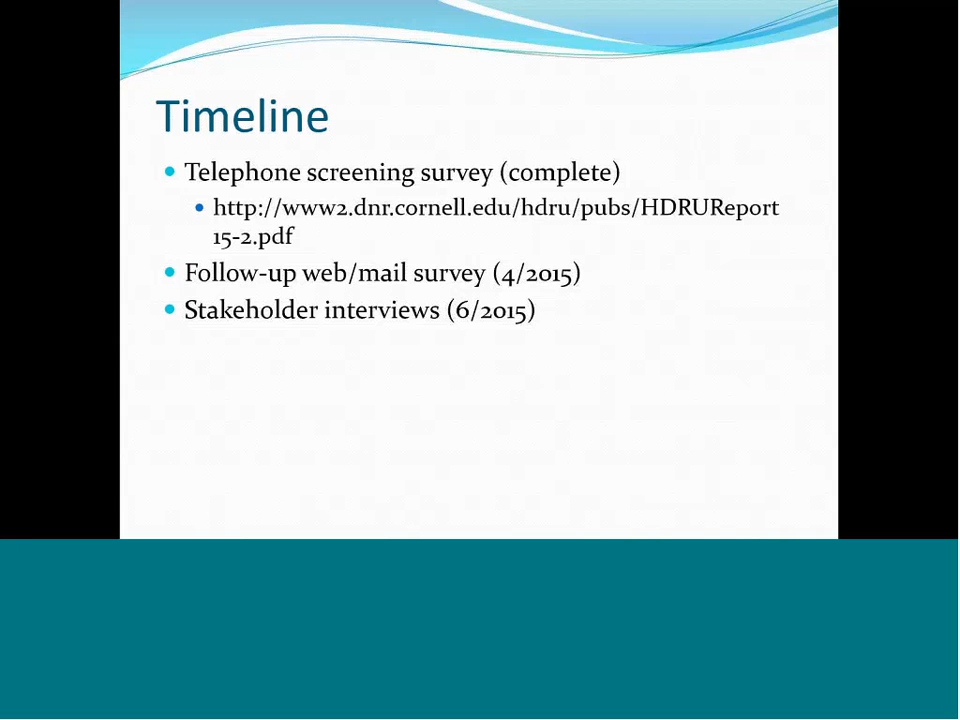 Timeline
Telephone screening survey (complete)
http://www2.dnr.cornell.edu/hdru/pubs/HDRUReport
15-2.pdf
Follow-up web/mail survey (4/2015)
Stakeholder interviews (6/2015)